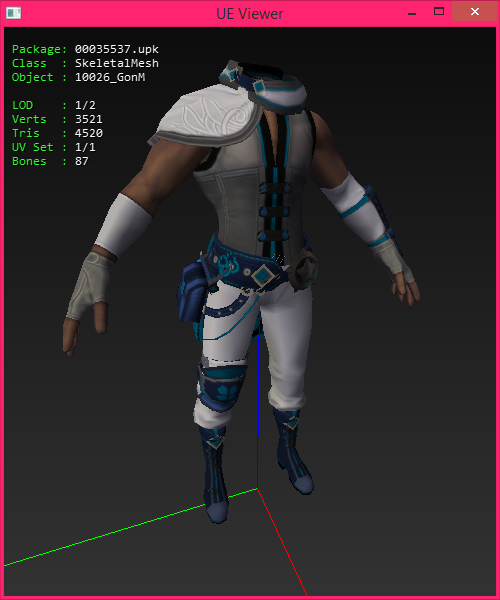 UE Viewer
Package: 00035537.upk
Class  : SkeletalMesh
Object : 10026_GonM
LOD    : 1/2
Verts  : 3521
Tris   : 4520
UV Set : 1/1
Bones  : 87